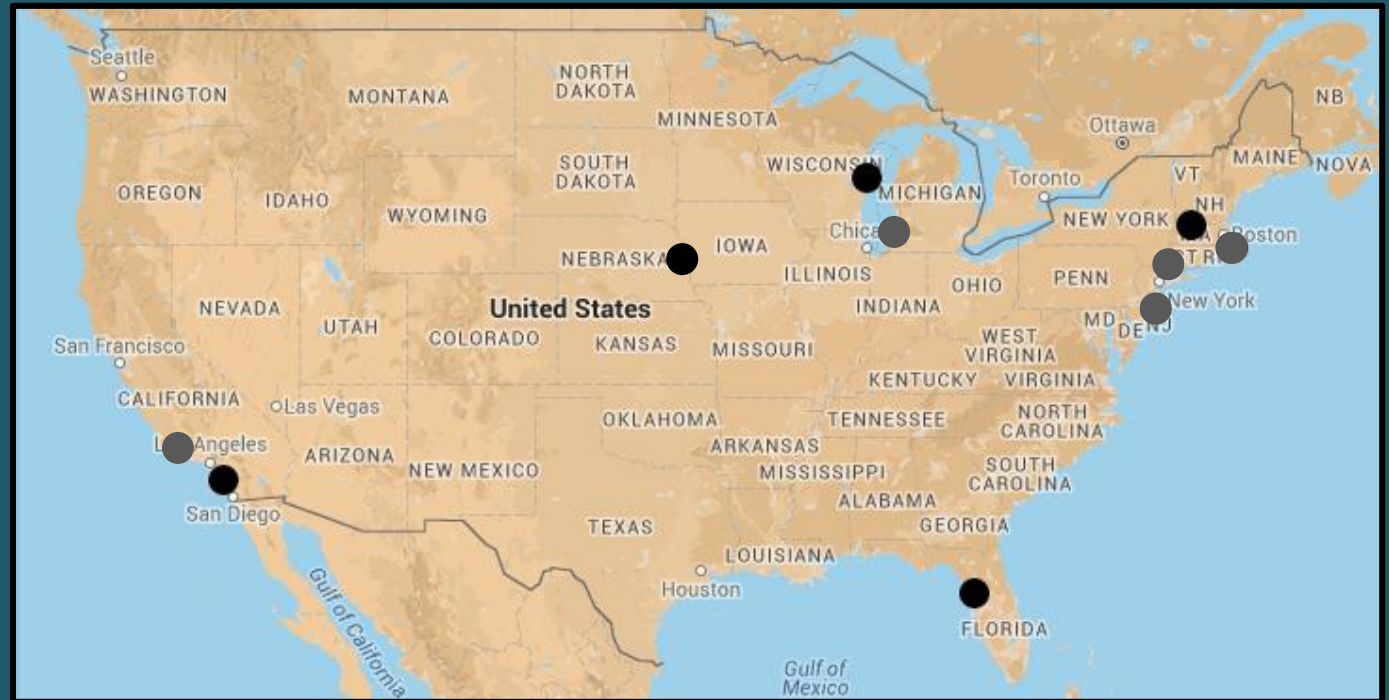 Seattle
WASHINGTON
MONTANA
NORTH
DAKOTA
MINNESOTA
Ottawa
NB
MAINE
NOVA
OREGON
IDAHO
SOUTH
DAKOTA
WISCONSIN
MICHIGAN
Toronto
VT
NH
WYOMING
NEW YORK
Boston
NEBRASKA
IOWA
Chica
ILLINOIS
OHIO
PENN
NEVADA
UTAH
United States
INDIANA
New York
MD
DE
NJ
San Francisco
COLORADO
KANSAS
MISSOURI
WEST
VIRGINIA
KENTUCKY
VIRGINIA
CALIFORNIA
Las Vegas
OKLAHOMA
TENNESSEE
NORTH
CAROLINA
Angeles
ARIZONA
NEW MEXICO
ARKANSAS
MISSISSIPPI
SOUTH
CAROLINA
ALABAMA
San Diego
TEXAS
GEORGIA
LOUISIANA
Houston
Gulf of California
FLORIDA
Gulf of
Mexico